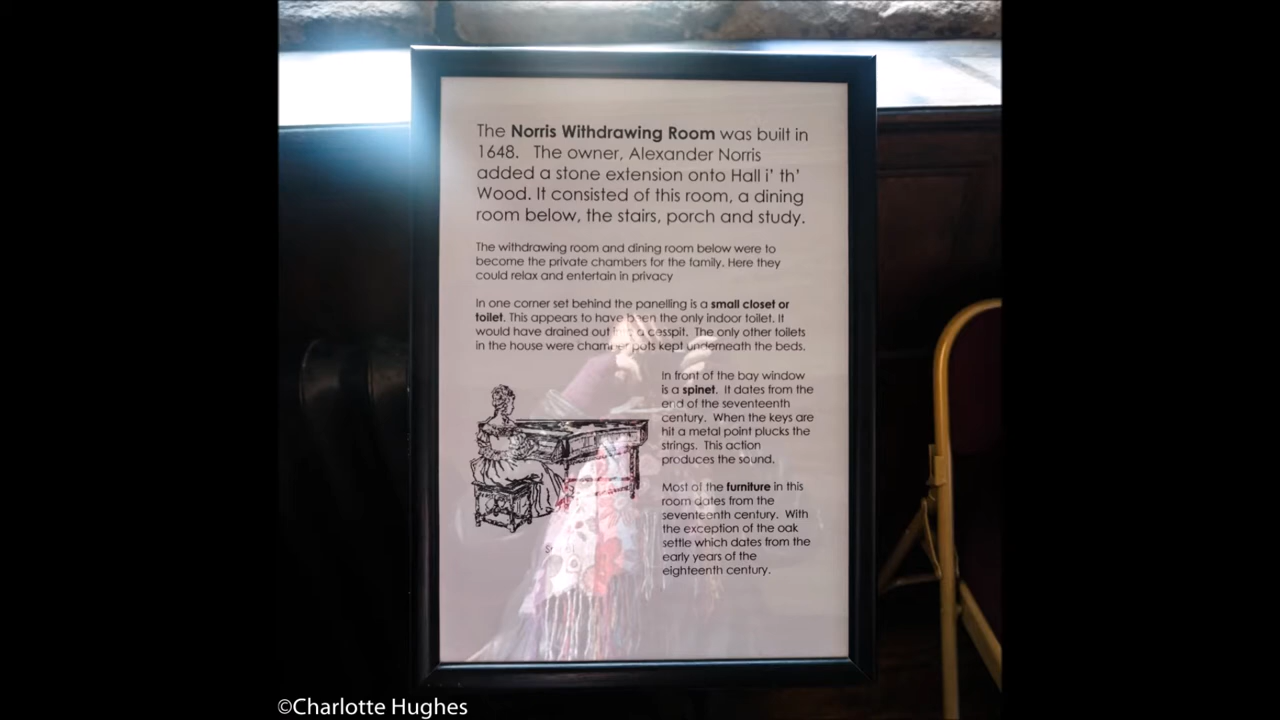 The Norris Withdrawing Room was built in
1648. The owner, Alexander Norris
added a stone extension onto Hall i' th'
Wood. It consisted of this room, a dining
room below, the stairs, porch and study.
The withdrawing room and dining room below were to
become the private chambers for the family. Here they
could relax and entertain in privacy
In one corner set behind the panelling is a small closet or
toilet. This appears to have been the only indoor toilet. It
would have drained out into a cesspit. The only other toilets
in the house were chamber pots kept underneath the beds.
In front of the bay window
is a spinet. It dates from the
end of the seventeenth
century. When the keys are
hit a metal point plucks the
strings. This action
produces the sound.
Most of the furniture in this
room dates from the
seventeenth century. With
the exception of the oak
settle which dates from the
early years of the
eighteenth century.
©Charlotte Hughes